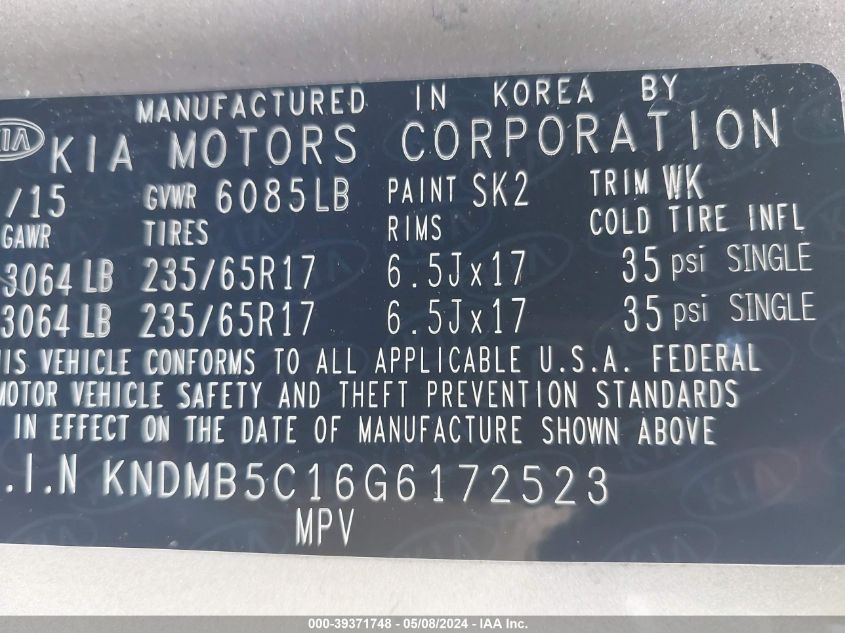 MANUFACTURED IN KOREA BY
KIA KIA MOTORS CORPORATION
/15 GVWR 6085LB PAINT SK2 TRIM WK
GAWR TIRES RIMS COLD TIRE INFL
3064 LB 235/65R17 6.5Jx17 35 psi SINGLE
3064 LB 235/65R17 6.5Jx17 35 psi SINGLE
HIS VEHICLE CONFORMS TO ALL APPLICABLE U.S.A. FEDERAL
MOTOR VEHICLE SAFETY AND THEFT PREVENTION STANDARDS
IN EFFECT ON THE DATE OF MANUFACTURE SHOWN ABOVE
.I.N KNDMB5C16G6172523
MPV
000-39371748 - 05/08/2024 - IAA Inc.